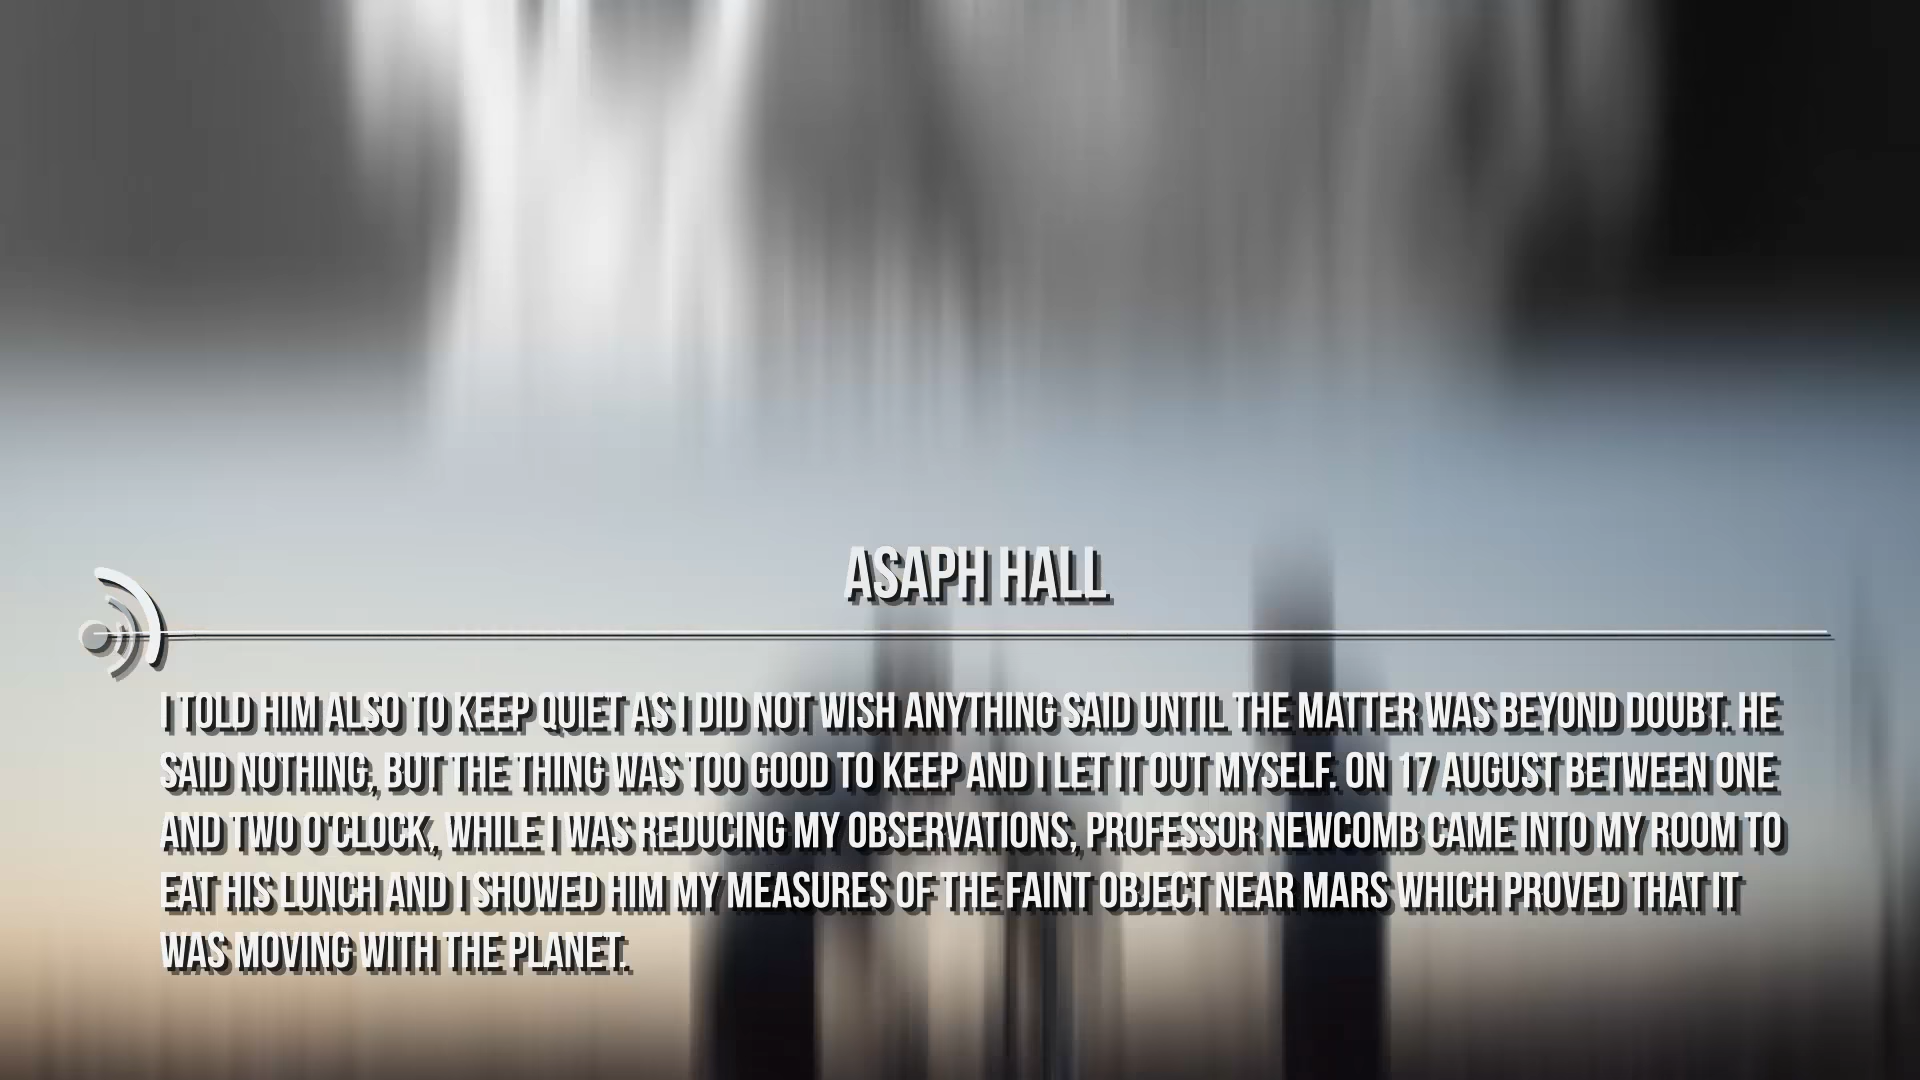 ASAPH HALL
I TOLD HIM ALSO TO KEEP QUIET AS I DID NOT WISH ANYTHING SAID UNTIL THE MATTER WAS BEYOND DOUBT. HE
SAID NOTHING, BUT THE THING WAS TOO GOOD TO KEEP AND I LET IT OUT MYSELF. ON 17 AUGUST BETWEEN ONE
AND TWO O'CLOCK, WHILE I WAS REDUCING MY OBSERVATIONS, PROFESSOR NEWCOMB CAME INTO MY ROOM TO
EAT HIS LUNCH AND I SHOWED HIM MY MEASURES OF THE FAINT OBJECT NEAR MARS WHICH PROVED THAT IT
WAS MOVING WITH THE PLANET.